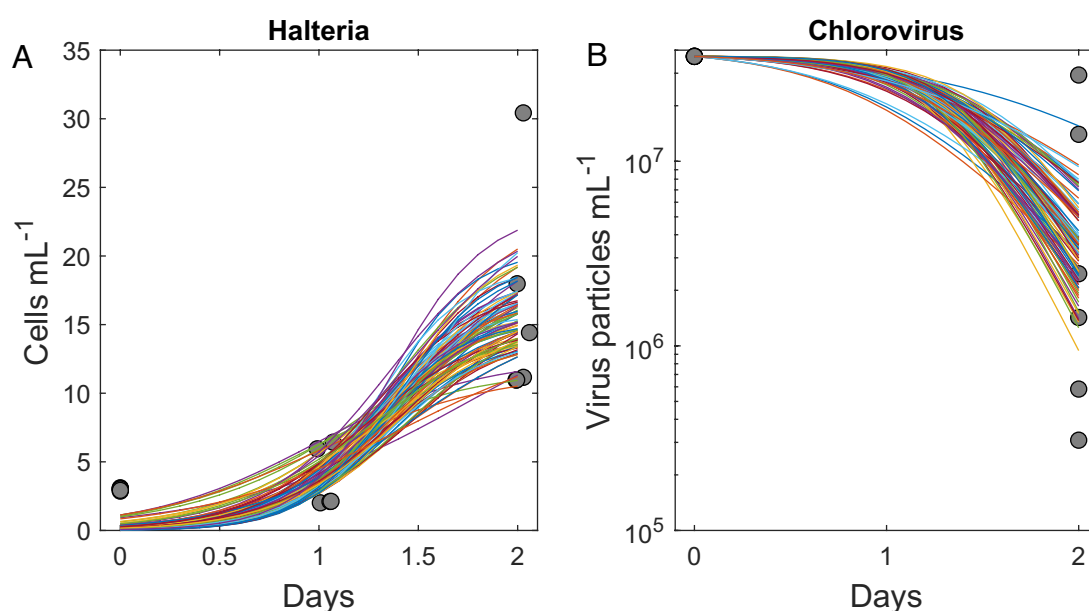 A
Halteria
35
30
25
20
15
10
5
0
Cells mL⁻¹
0 0.5 1 1.5 2
Days
B
Chlorovirus
10⁷
10⁶
10⁵
Virus particles mL⁻¹
0 1 2
Days